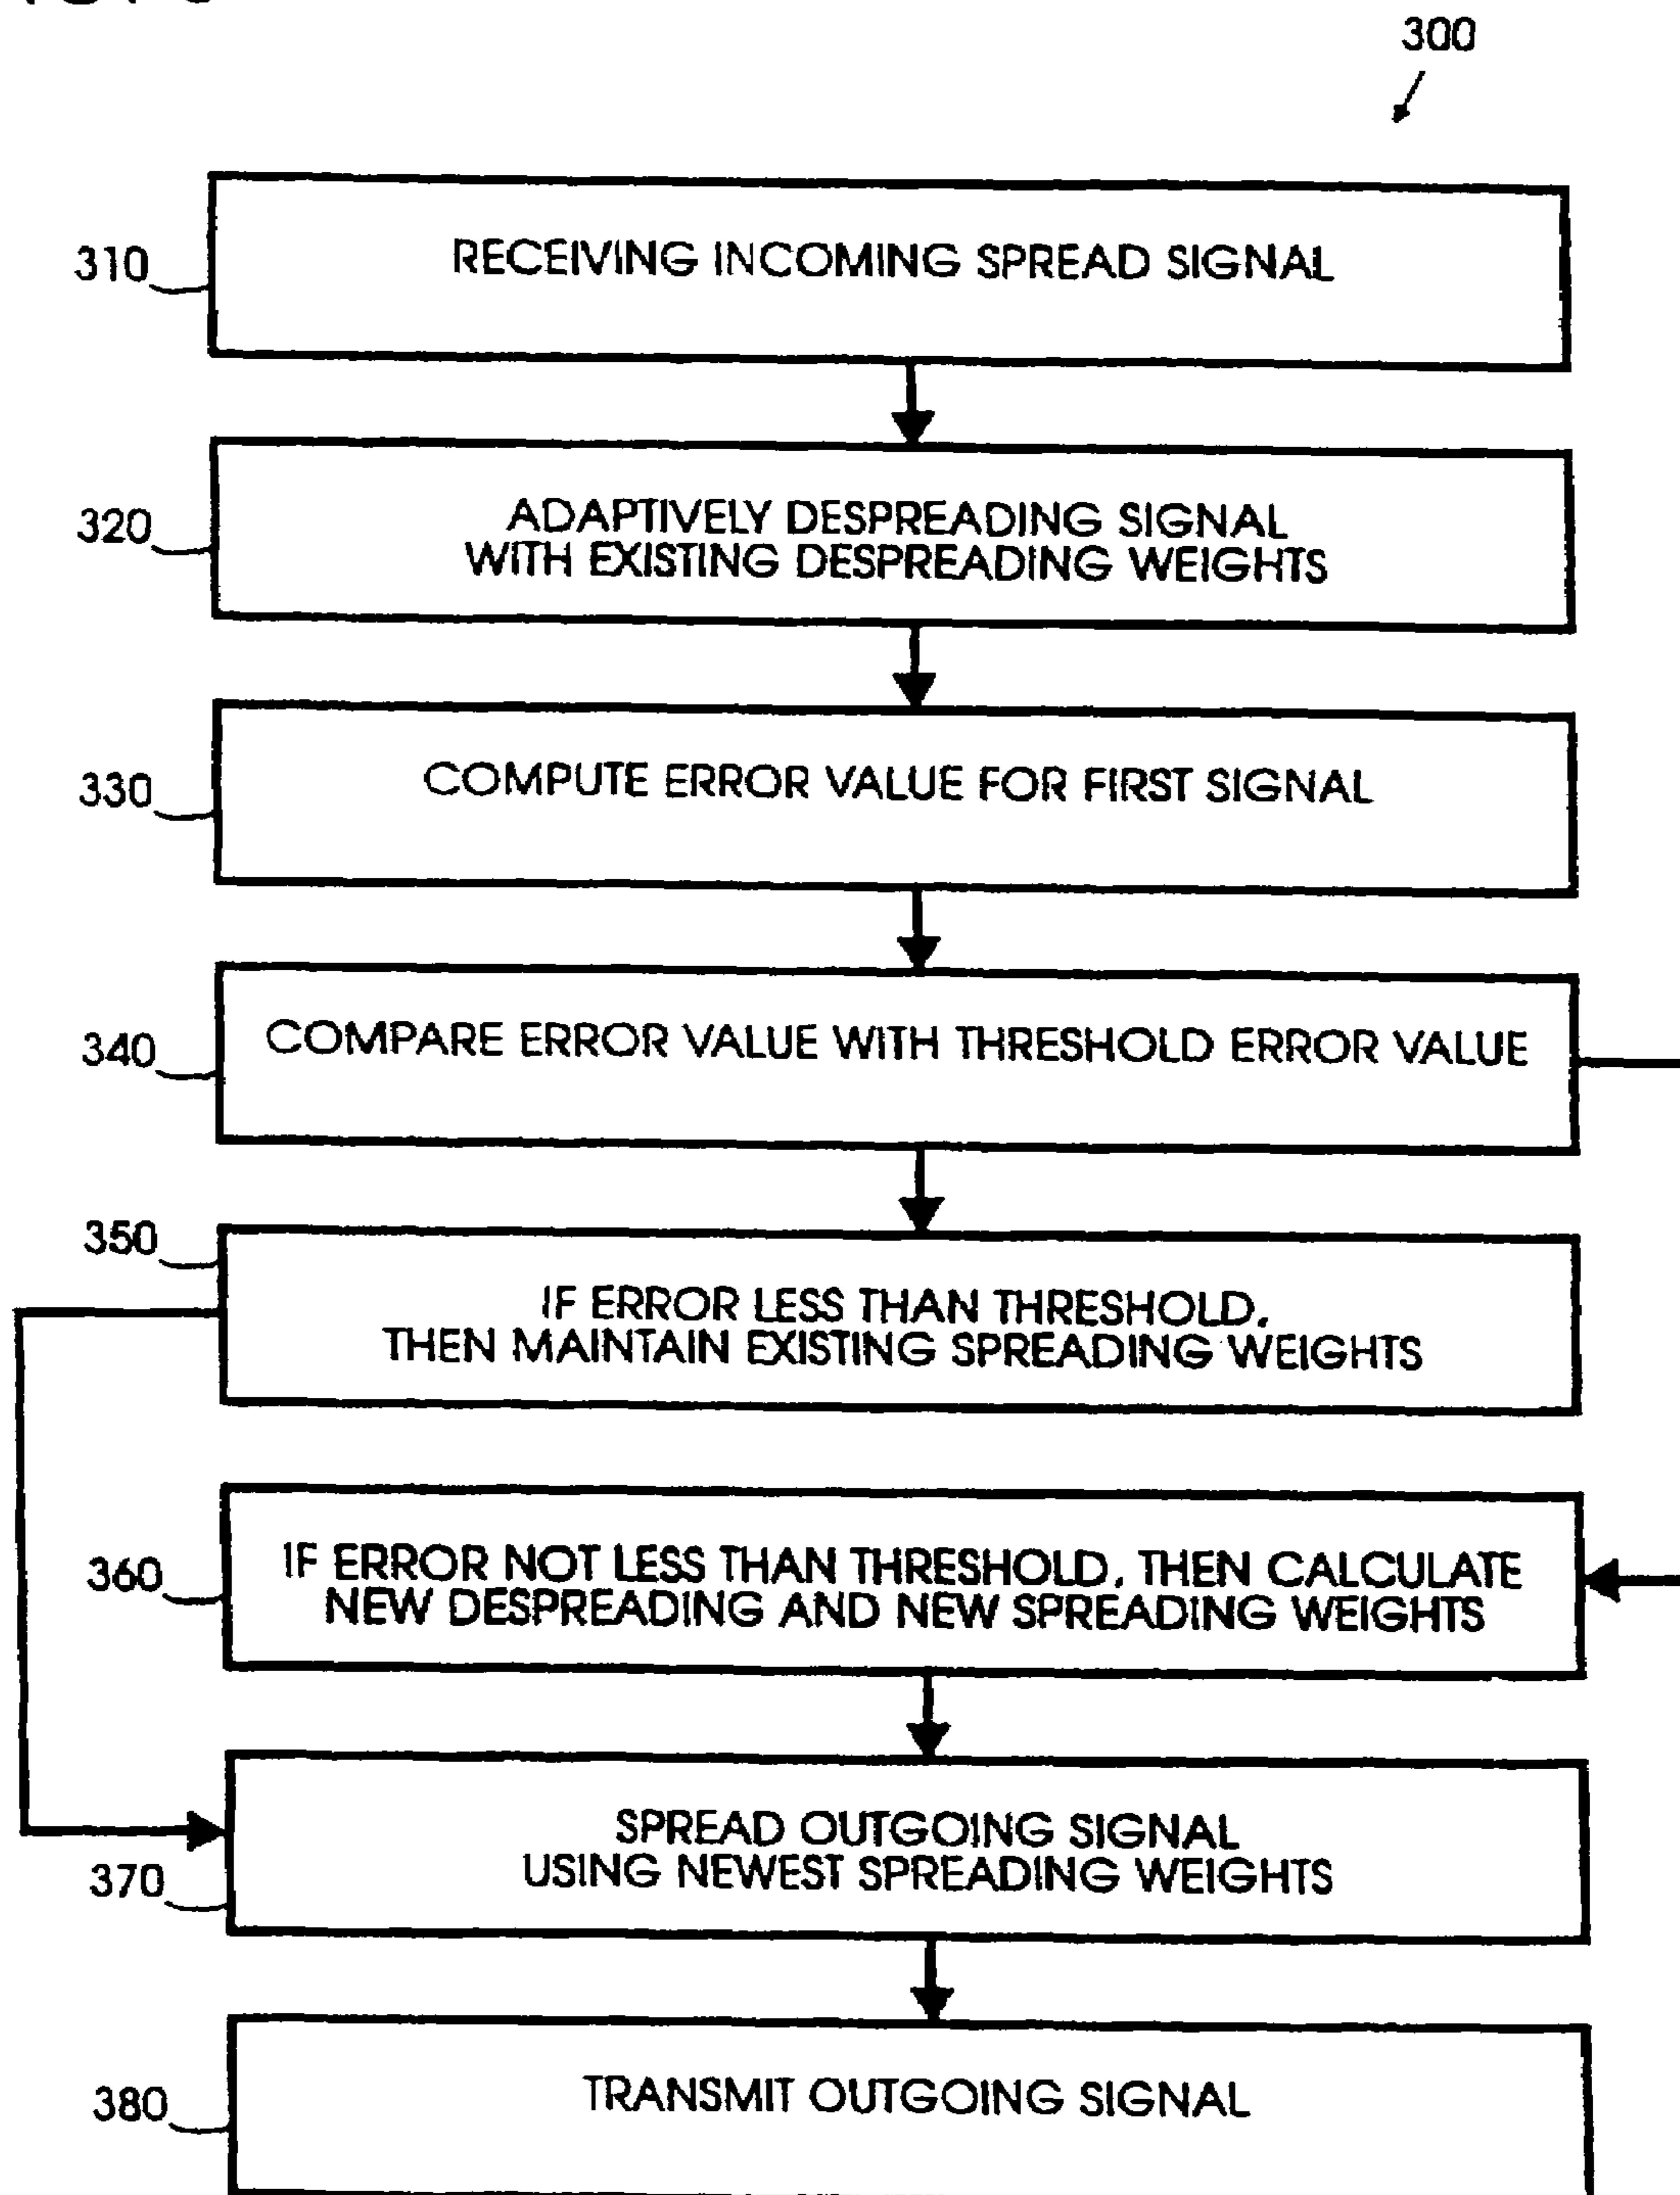 300
310
RECEIVING INCOMING SPREAD SIGNAL
320
ADAPTIVELY DESPREADING SIGNAL
WITH EXISTING DESPREADING WEIGHTS
330
COMPUTE ERROR VALUE FOR FIRST SIGNAL
340
COMPARE ERROR VALUE WITH THRESHOLD ERROR VALUE
350
IF ERROR LESS THAN THRESHOLD,
THEN MAINTAIN EXISTING SPREADING WEIGHTS
360
IF ERROR NOT LESS THAN THRESHOLD, THEN CALCULATE
NEW DESPREADING AND NEW SPREADING WEIGHTS
370
SPREAD OUTGOING SIGNAL
USING NEWEST SPREADING WEIGHTS
380
TRANSMIT OUTGOING SIGNAL